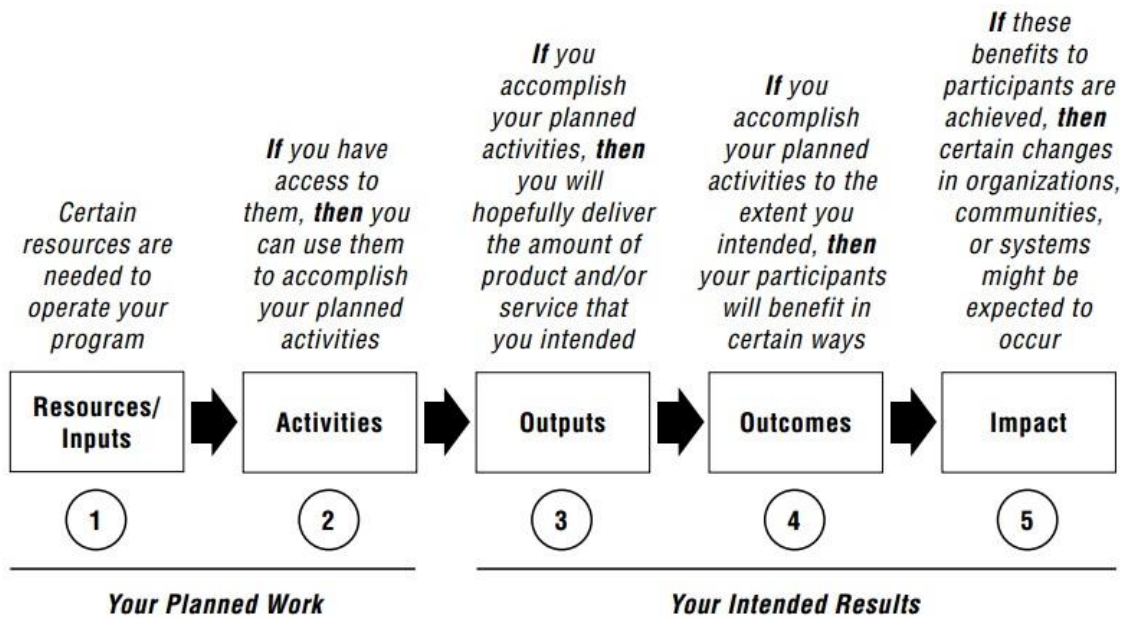 Certain
resources are
needed to
operate your
program
If you have
access to
them, then you
can use them
to accomplish
your planned
activities
If you
accomplish
your planned
activities, then
you will
hopefully deliver
the amount of
product and/or
service that
you intended
If you
accomplish
your planned
activities to the
extent you
intended, then
your participants
will benefit in
certain ways
If these
benefits to
participants are
achieved, then
certain changes
in organizations,
communities,
or systems
might be
expected to
occur
Resources/
Inputs
Activities
Outputs
Outcomes
Impact
1
2
3
4
5
Your Planned Work
Your Intended Results